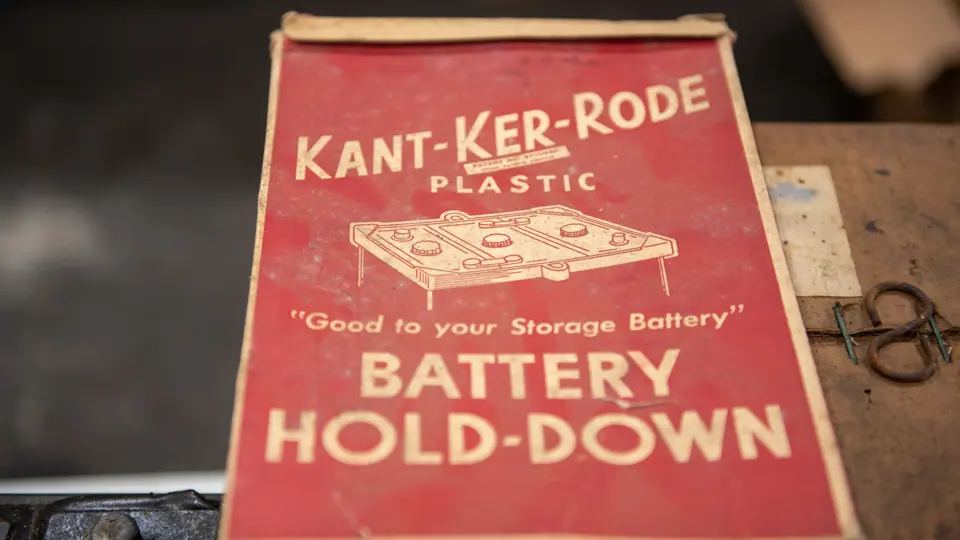 KANT-KER-RODE
PLASTIC
"Good to your Storage Battery"
BATTERY
HOLD-DOWN